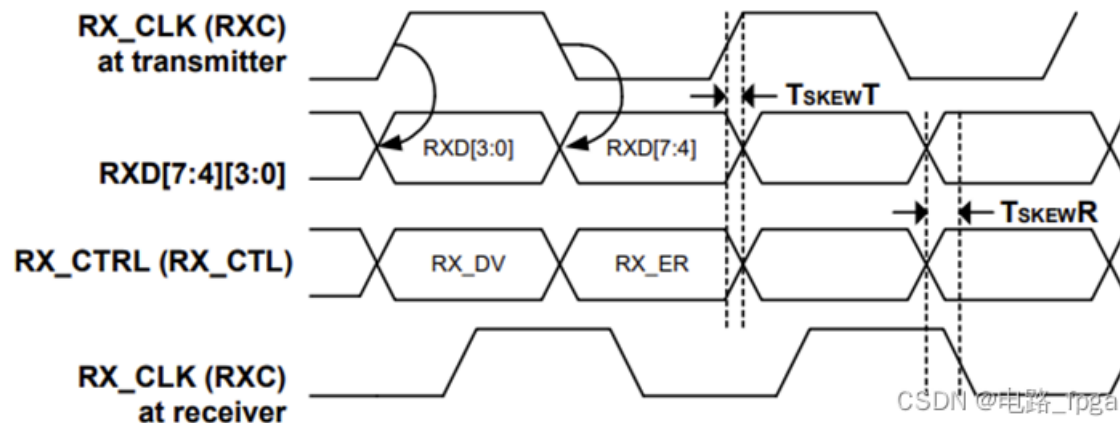 RX_CLK (RXC)
at transmitter
TSKEWT
RXD[7:4][3:0]
RXD[3:0]
RXD[7:4]
TSKEWR
RX_CTRL (RX_CTL)
RX_DV
RX_ER
RX_CLK (RXC)
at receiver
CSDN @电路_fpga